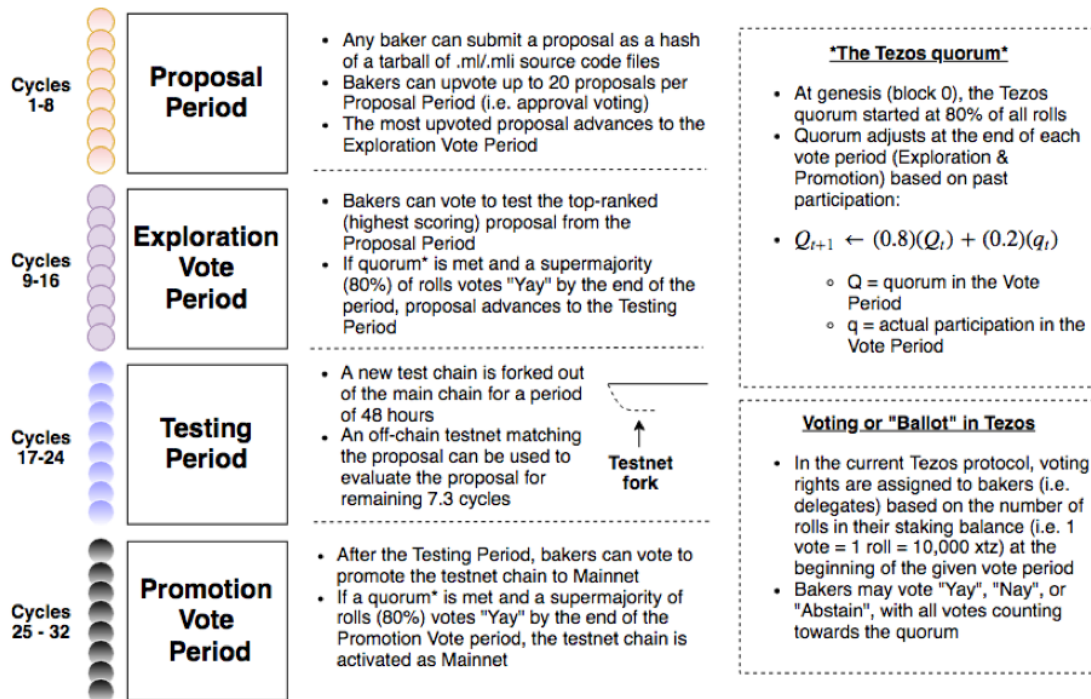 Cycles
1-8
Proposal
Period
• Any baker can submit a proposal as a hash
of a tarball of .ml/.mli source code files
• Bakers can upvote up to 20 proposals per
Proposal Period (i.e. approval voting)
• The most upvoted proposal advances to the
Exploration Vote Period
Cycles
9-16
Exploration
Vote
Period
• Bakers can vote to test the top-ranked
(highest scoring) proposal from the
Proposal Period
• If quorum* is met and a supermajority
(80%) of rolls votes "Yay" by the end of the
period, proposal advances to the Testing
Period
Cycles
17-24
Testing
Period
• A new test chain is forked out
of the main chain for a period
of 48 hours
• An off-chain testnet matching
the proposal can be used to
evaluate the proposal for
remaining 7.3 cycles
Testnet
fork
Cycles
25 - 32
Promotion
Vote
Period
• After the Testing Period, bakers can vote to
promote the testnet chain to Mainnet
• If a quorum* is met and a supermajority of
rolls (80%) votes "Yay" by the end of the
Promotion Vote period, the testnet chain is
activated as Mainnet
*The Tezos quorum*
• At genesis (block 0), the Tezos
quorum started at 80% of all rolls
• Quorum adjusts at the end of each
vote period (Exploration &
Promotion) based on past
participation:
• Qt+1 ← (0.8)(Qt) + (0.2)(qt)
◦ Q = quorum in the Vote
Period
◦ q = actual participation in the
Vote Period
Voting or "Ballot" in Tezos
• In the current Tezos protocol, voting
rights are assigned to bakers (i.e.
delegates) based on the number of
rolls in their staking balance (i.e. 1
vote = 1 roll = 10,000 xtz) at the
beginning of the given vote period
• Bakers may vote "Yay", "Nay", or
"Abstain", with all votes counting
towards the quorum